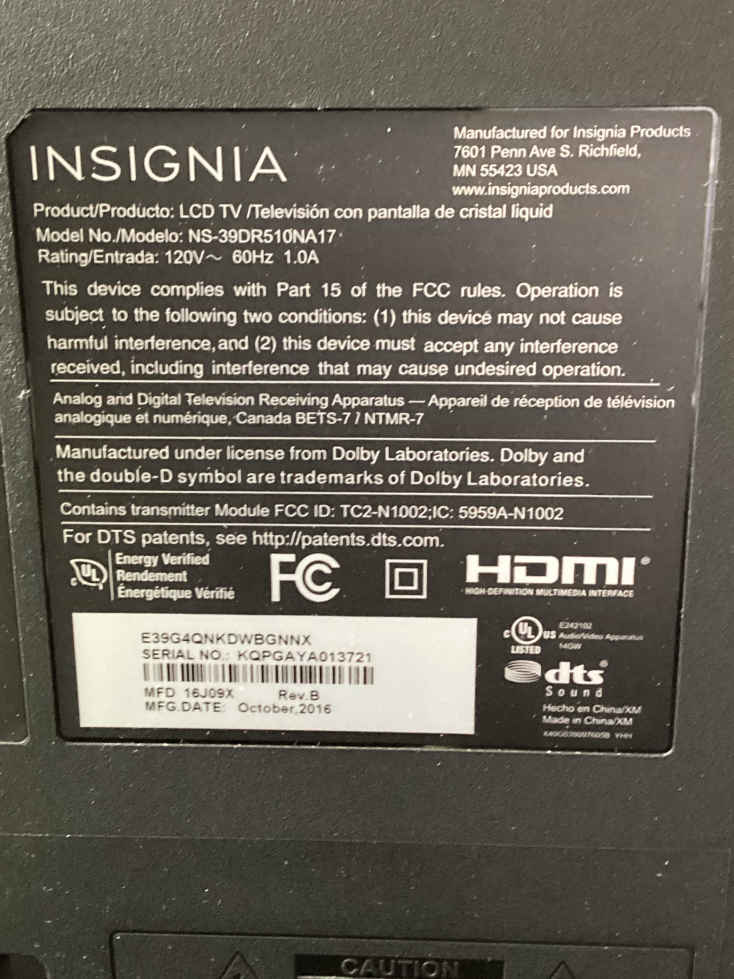 INSIGNIA
Manufactured for Insignia Products
7601 Penn Ave S. Richfield,
MN 55423 USA
www.insigniaproducts.com
Product/Producto: LCD TV /Televisión con pantalla de cristal liquid
Model No./Modelo: NS-39DR510NA17
Rating/Entrada: 120V～ 60Hz 1.0A
This device complies with Part 15 of the FCC rules. Operation is
subject to the following two conditions: (1) this device may not cause
harmful interference, and (2) this device must accept any interference
received, including interference that may cause undesired operation.
Analog and Digital Television Receiving Apparatus — Appareil de réception de télévision
analogique et numérique, Canada BETS-7 / NTMR-7
Manufactured under license from Dolby Laboratories. Dolby and
the double-D symbol are trademarks of Dolby Laboratories.
Contains transmitter Module FCC ID: TC2-N1002;IC: 5959A-N1002
For DTS patents, see http://patents.dts.com.
c UL
Energy Verified
Rendement
Énergétique Vérifié
FC
HDMI®
HIGH-DEFINITION MULTIMEDIA INTERFACE
E39G4QNKDWBGNNX
SERIAL NO.: KQPGAYA013721
MFD 16J09X Rev.B
MFG.DATE: October,2016
c UL US
LISTED
E242102
Audio/Video Apparatus
14GW
dts®
Sound
Hecho en China/XM
Made in China/XM
YHH
CAUTION